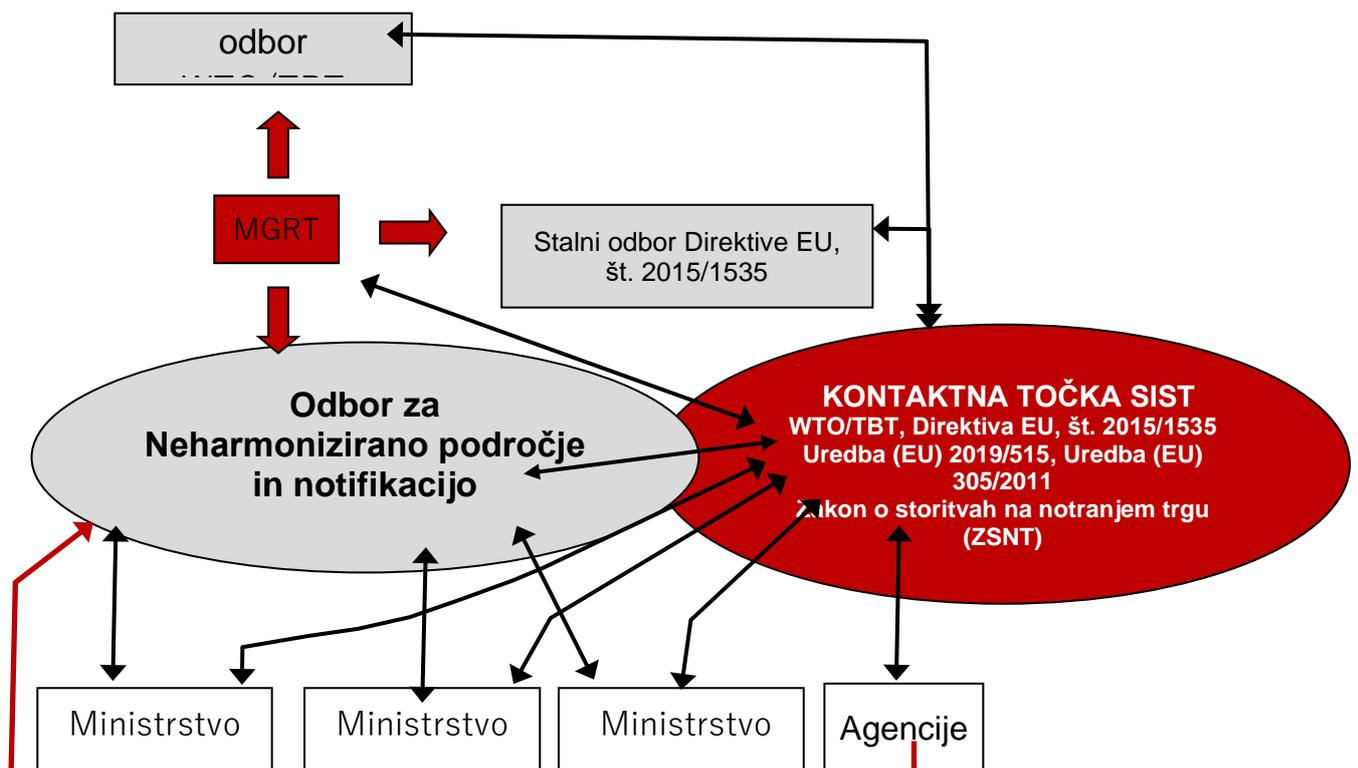 odbor
MGRT
Stalni odbor Direktive EU,
št. 2015/1535
Odbor za
Neharmonizirano področje
in notifikacijo
KONTAKTNA TOČKA SIST
WTO/TBT, Direktiva EU, št. 2015/1535
Uredba (EU) 2019/515, Uredba (EU)
305/2011
Zakon o storitvah na notranjem trgu
(ZSNT)
Ministrstvo
Ministrstvo
Ministrstvo
Agencije